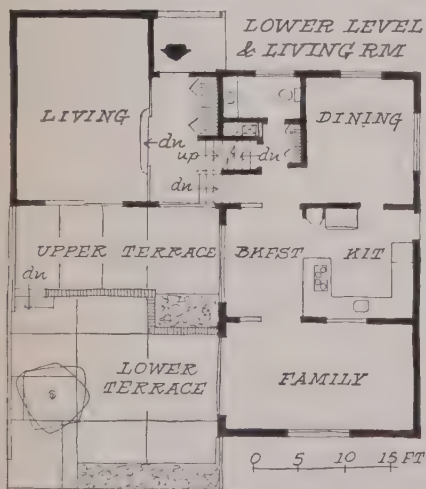 LOWER LEVEL
& LIVING RM
LIVING
DINING
dn
up
dn
dn
UPPER TERRACE
BKFST
KIT
dn
LOWER
TERRACE
FAMILY
0 5 10 15 FT